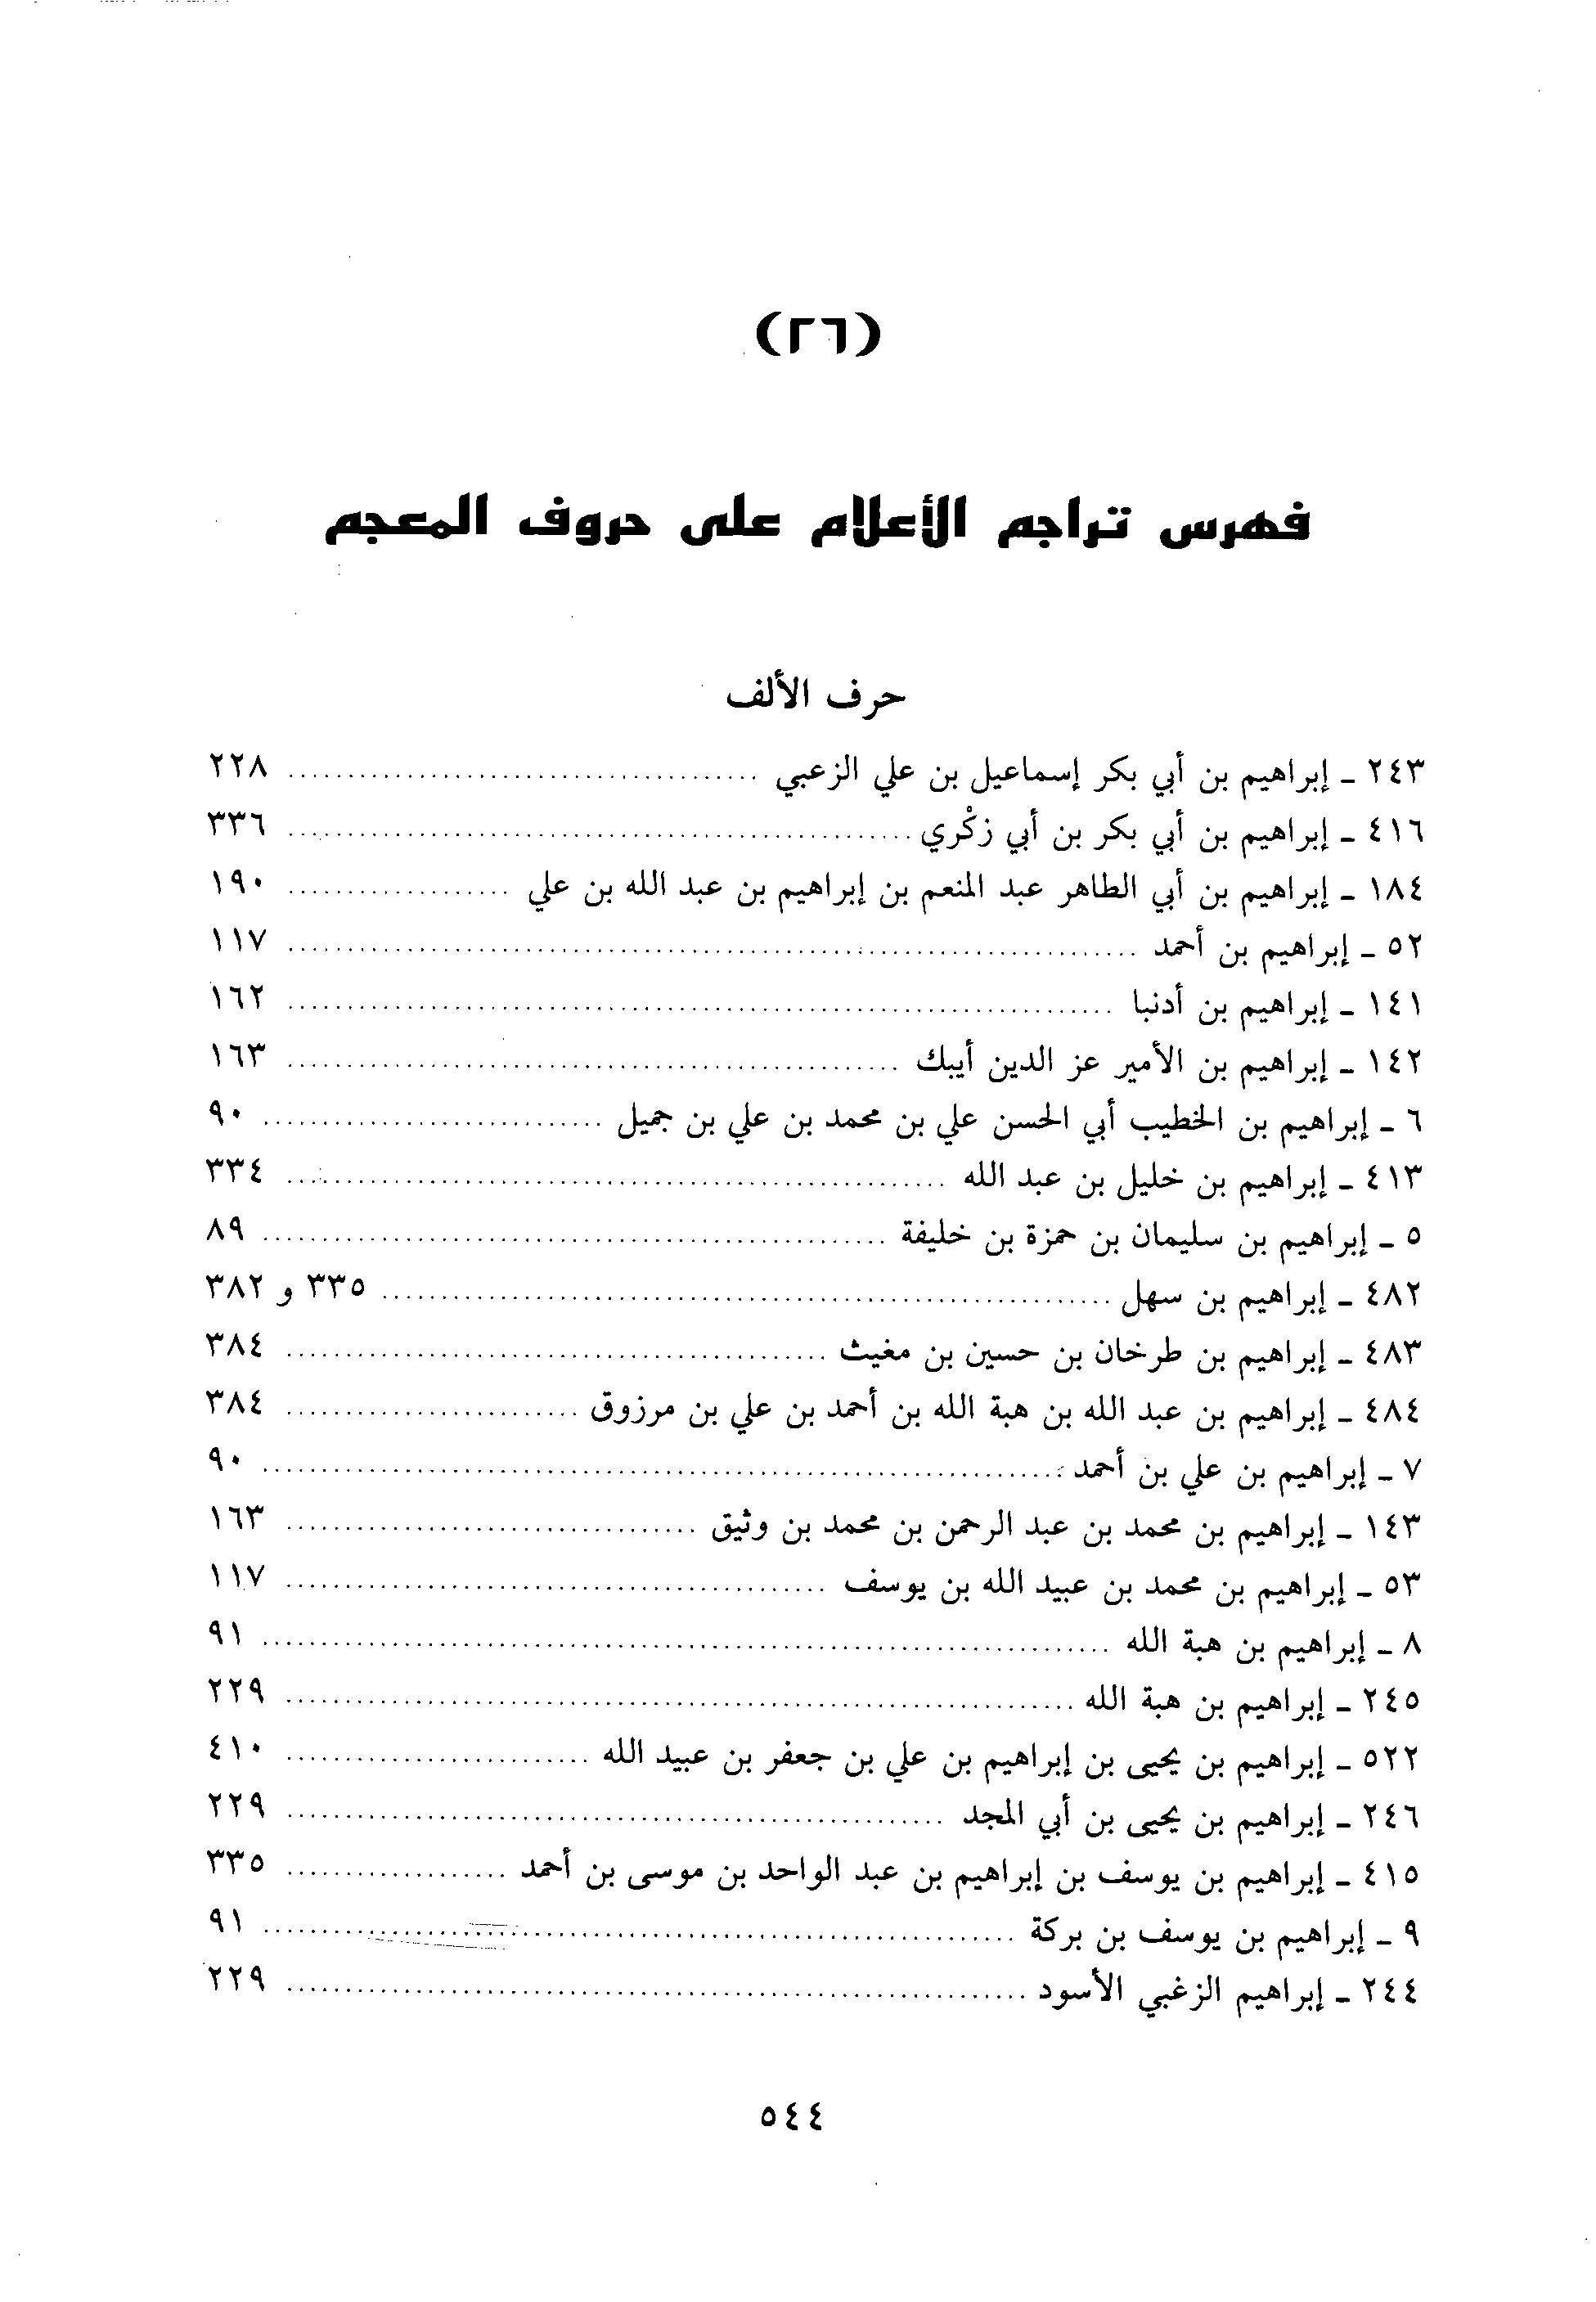 (٢٦)
فهرس تراجم الأعلام على حروف المعجم
حرف الألف
٢٤٣ - إبراهيم بن أبي بكر إسماعيل بن علي الزعبي ........ ٢٢٨
٤١٦ - إبراهيم بن أبي بكر بن أبي زكْري ........ ٣٣٦
١٨٤ - إبراهيم بن أبي الطاهر عبد المنعم بن إبراهيم بن عبد الله بن علي ........ ١٩٠
٥٢ - إبراهيم بن أحمد ........ ١١٧
١٤١ - إبراهيم بن أدنبا ........ ١٦٢
١٤٢ - إبراهيم بن الأمير عز الدين أيبك ........ ١٦٣
٦ - إبراهيم بن الخطيب أبي الحسن علي بن محمد بن علي بن جميل ........ ٩٠
٤١٣ - إبراهيم بن خليل بن عبد الله ........ ٣٣٤
٥ - إبراهيم بن سليمان بن حمزة بن خليفة ........ ٨٩
٤٨٢ - إبراهيم بن سهل ........ ٣٣٥ و ٣٨٢
٤٨٣ - إبراهيم بن طرخان بن حسين بن مغيث ........ ٣٨٤
٤٨٤ - إبراهيم بن عبد الله بن هبة الله بن أحمد بن علي بن مرزوق ........ ٣٨٤
٧ - إبراهيم بن علي بن أحمد ........ ٩٠
١٤٣ - إبراهيم بن محمد بن عبد الرحمن بن محمد بن وثيق ........ ١٦٣
٥٣ - إبراهيم بن محمد بن عبيد الله بن يوسف ........ ١١٧
٨ - إبراهيم بن هبة الله ........ ٩١
٢٤٥ - إبراهيم بن هبة الله ........ ٢٢٩
٥٢٢ - إبراهيم بن يحيى بن إبراهيم بن علي بن جعفر بن عبيد الله ........ ٤١٠
٢٤٦ - إبراهيم بن يحيى بن أبي المجد ........ ٢٢٩
٤١٥ - إبراهيم بن يوسف بن إبراهيم بن عبد الواحد بن موسى بن أحمد ........ ٣٣٥
٩ - إبراهيم بن يوسف بن بركة ........ ٩١
٢٤٤ - إبراهيم الزغبي الأسود ........ ٢٢٩
٥٤٤